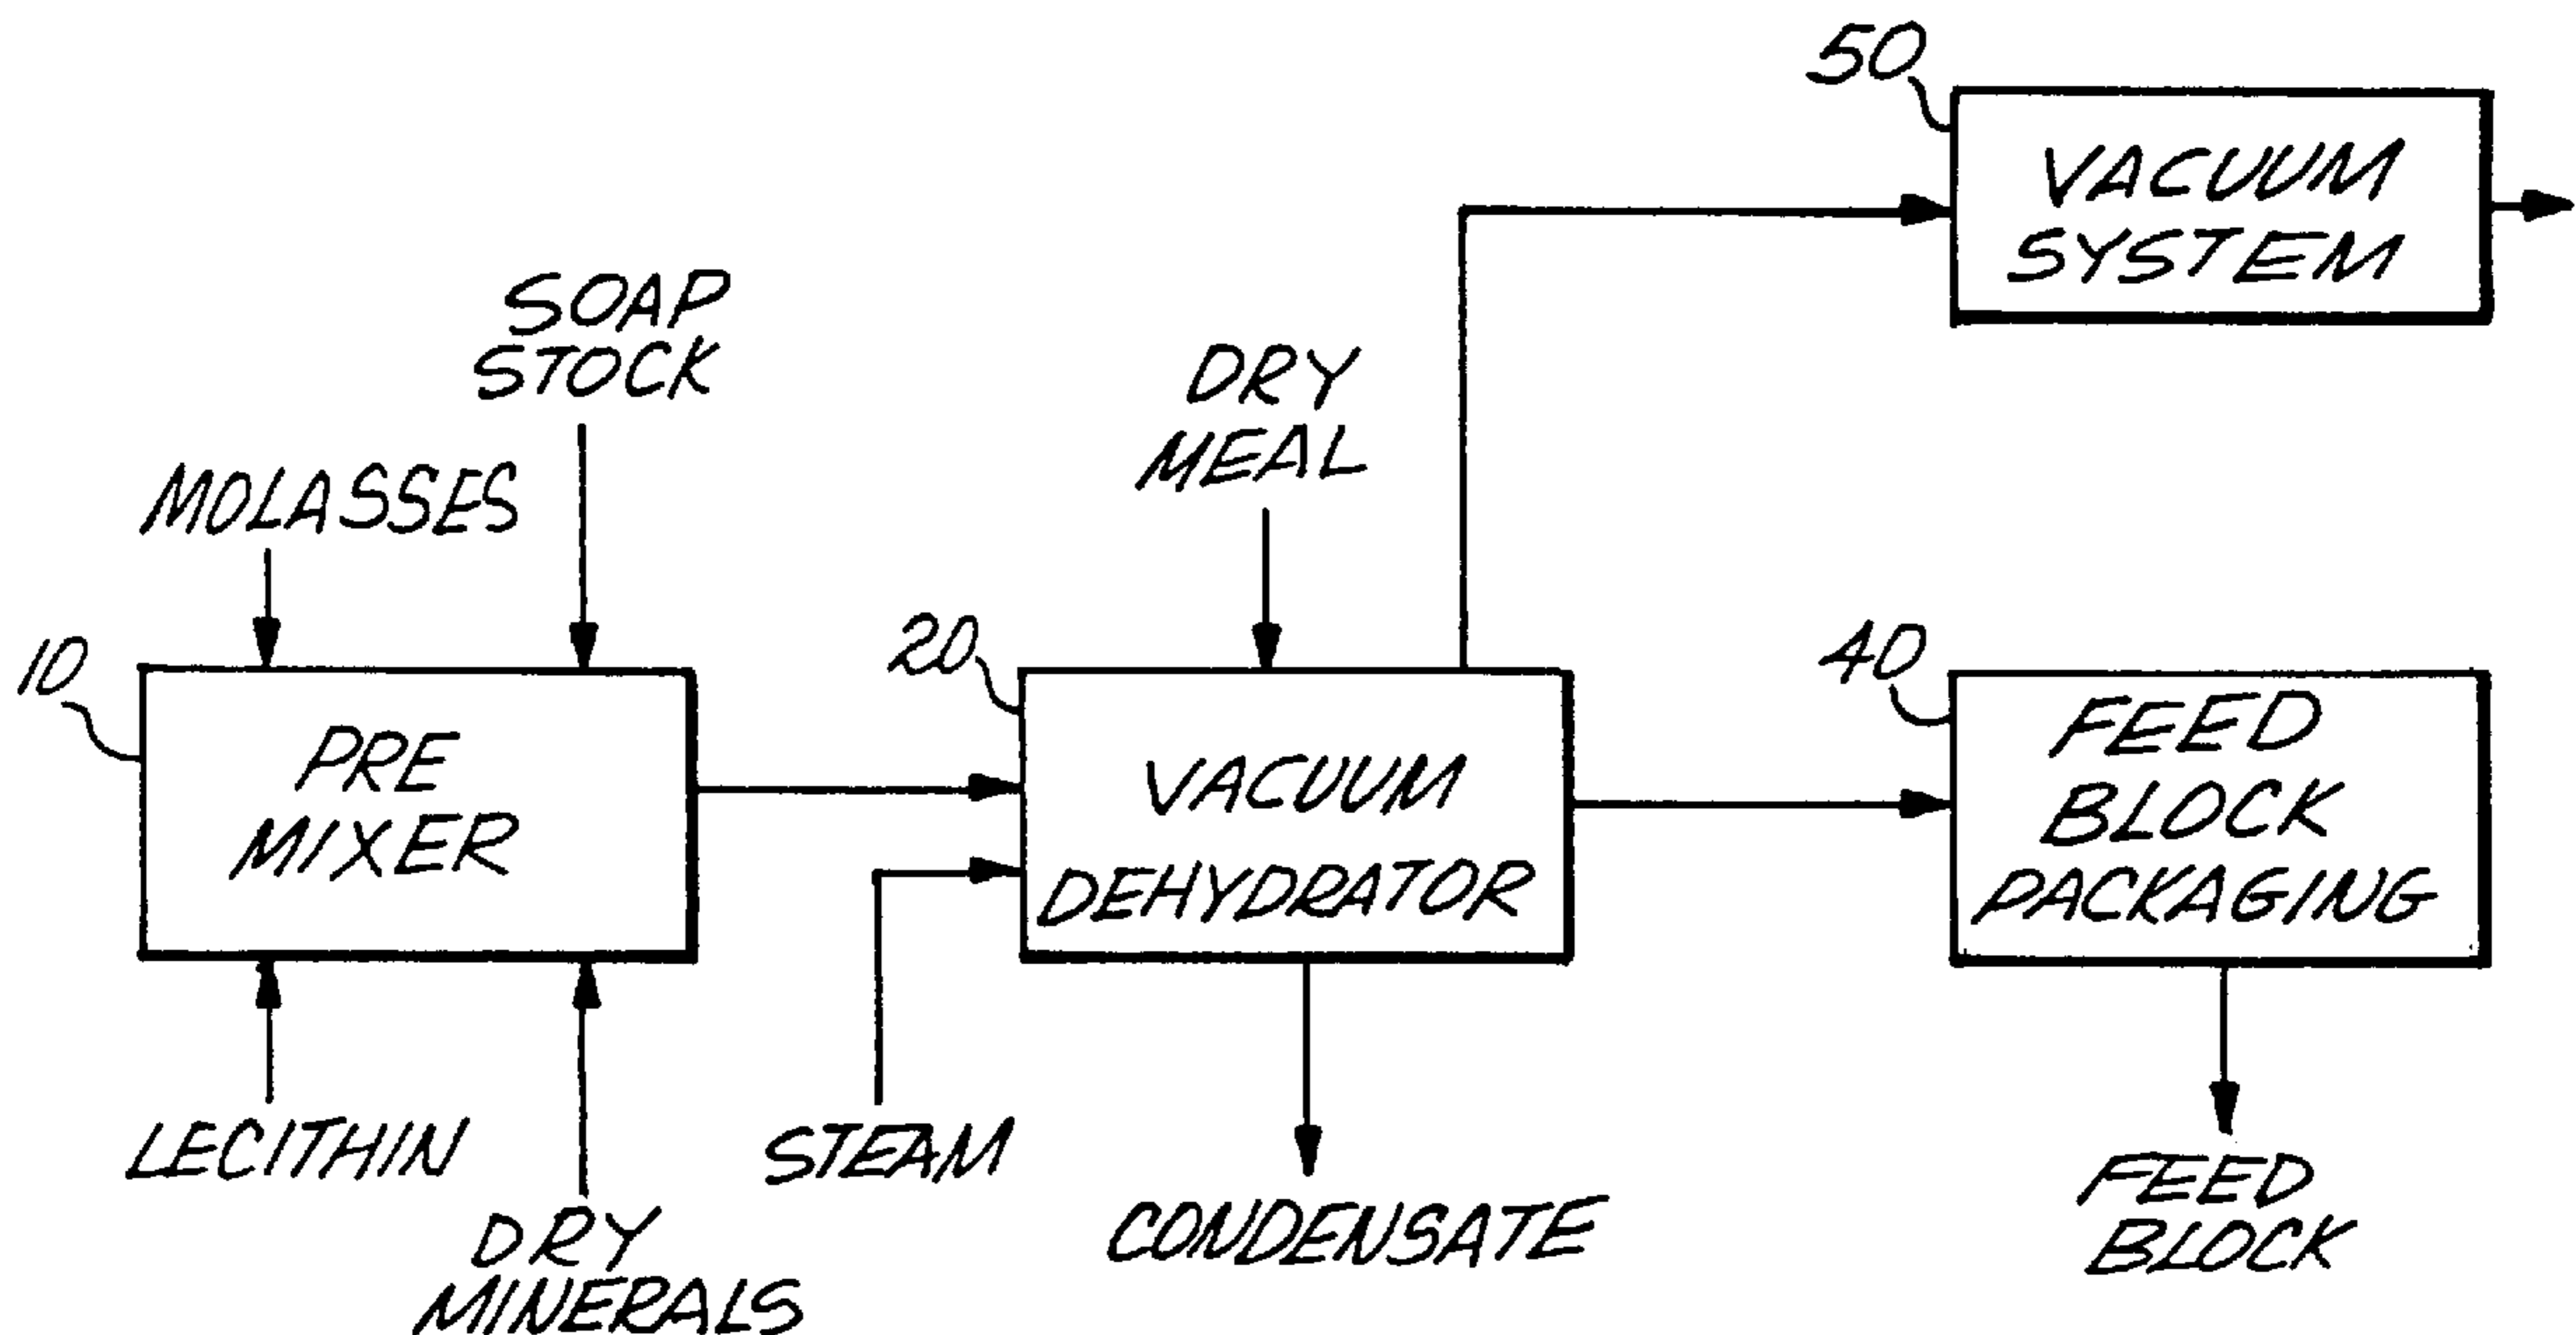 50
VACUUM
SYSTEM
SOAP
STOCK
DRY
MEAL
MOLASSES
10
20
40
PRE
MIXER
VACUUM
DEHYDRATOR
FEED
BLOCK
PACKAGING
LECITHIN
STEAM
DRY
MINERALS
CONDENSATE
FEED
BLOCK